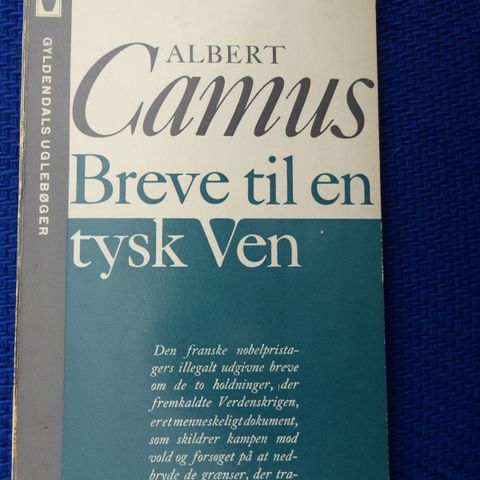 GYLDENDALS UGLEBØGER
ALBERT
Camus
Breve til en
tysk Ven
Den franske nobelprista-
gers illegalt udgivne breve
om de to holdninger, der
fremkaldte Verdenskrigen,
er et menneskeligt dokument,
som skildrer kampen mod
vold og forsøget på at ned-
bryde de grænser, der tra-